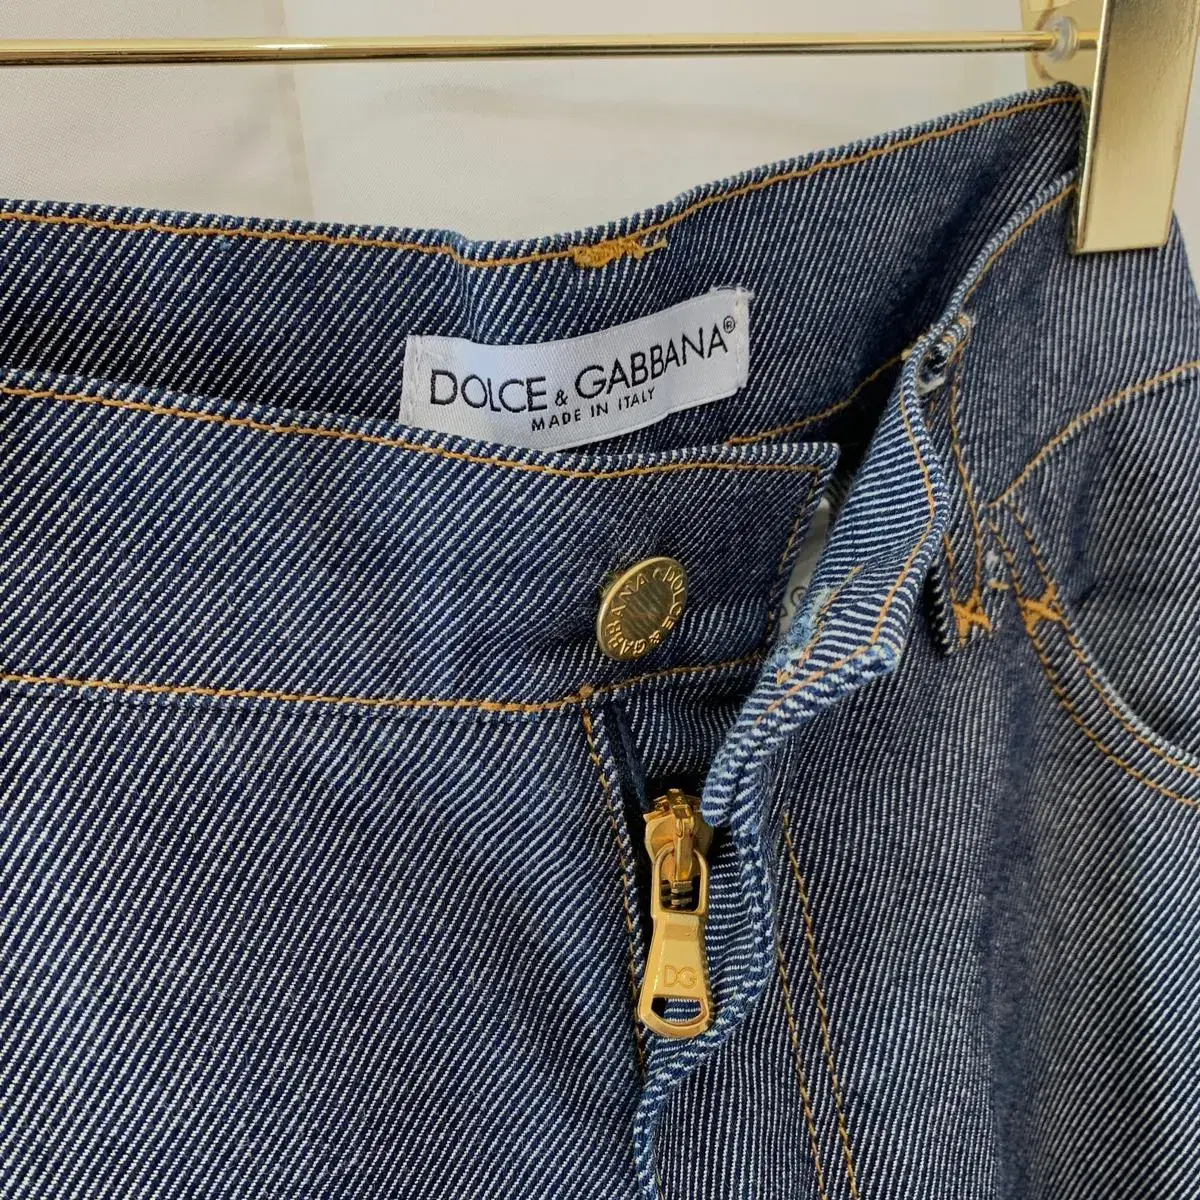 DOLCE & GABBANA®
MADE IN ITALY
DOLCE & GABBANA
DG